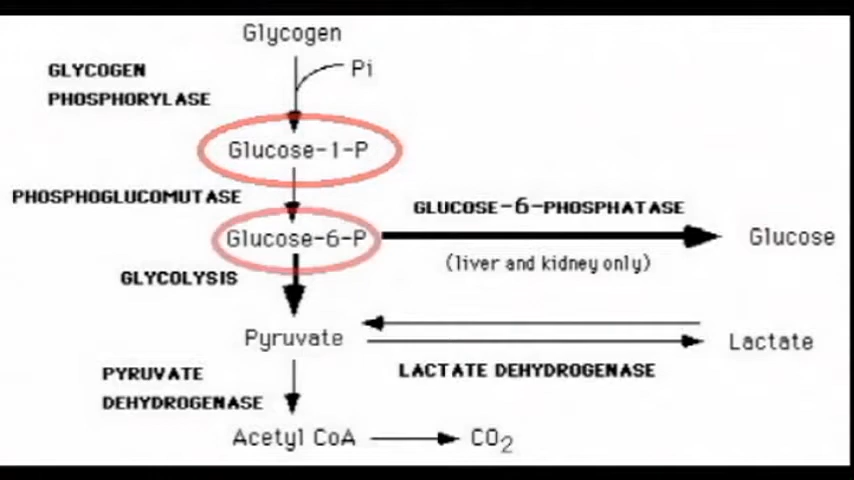 Glycogen
GLYCOGEN
PHOSPHORYLASE
Pi
Glucose-1-P
PHOSPHOGLUCOMUTASE
GLUCOSE-6-PHOSPHATASE
Glucose-6-P
Glucose
(liver and kidney only)
GLYCOLYSIS
Pyruvate
Lactate
LACTATE DEHYDROGENASE
PYRUVATE
DEHYDROGENASE
Acetyl CoA
CO2